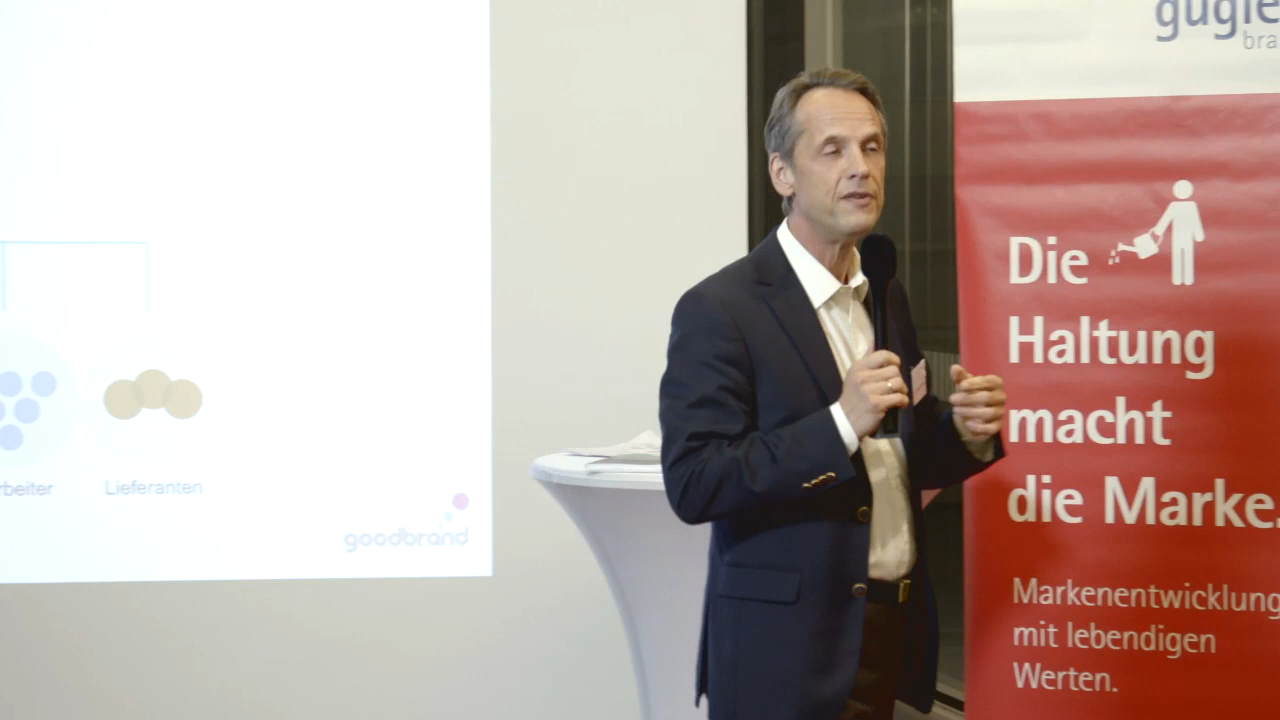 rbeiter
Lieferanten
goodbrand
gugle
bra
Die
Haltung
macht
die Marke.
Markenentwicklung
mit lebendigen
Werten.